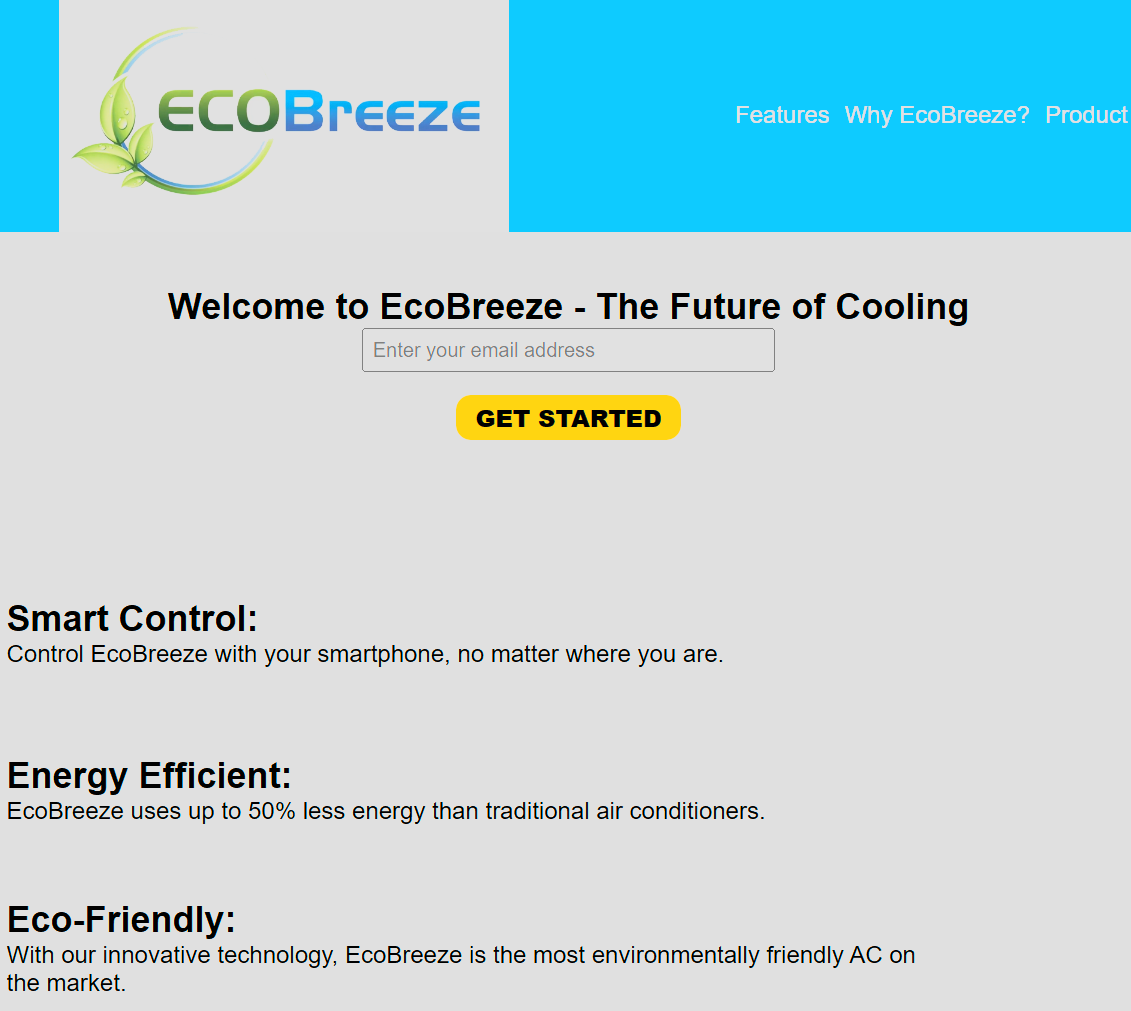 ECOBreeze
Features Why EcoBreeze? Product
Welcome to EcoBreeze - The Future of Cooling
Enter your email address
GET STARTED
Smart Control:
Control EcoBreeze with your smartphone, no matter where you are.
Energy Efficient:
EcoBreeze uses up to 50% less energy than traditional air conditioners.
Eco-Friendly:
With our innovative technology, EcoBreeze is the most environmentally friendly AC on
the market.